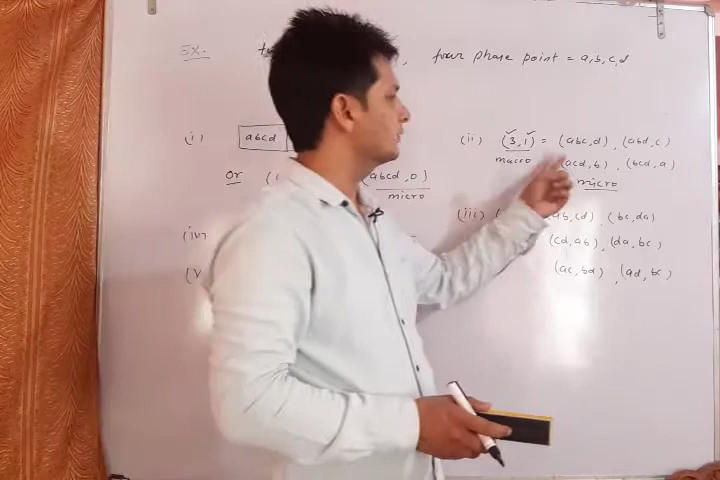 Ex. , four phase point = a,b,c,d
(i) abcd
(ii) (3,1) = (abc,d), (abd,c)
macro (acd,b), (bcd,a)
micro
or (abcd,0)
micro
(iii) (ab,cd), (bc,da)
(iv) (cd,ab), (da,bc)
(ac,bd), (ad,bc)